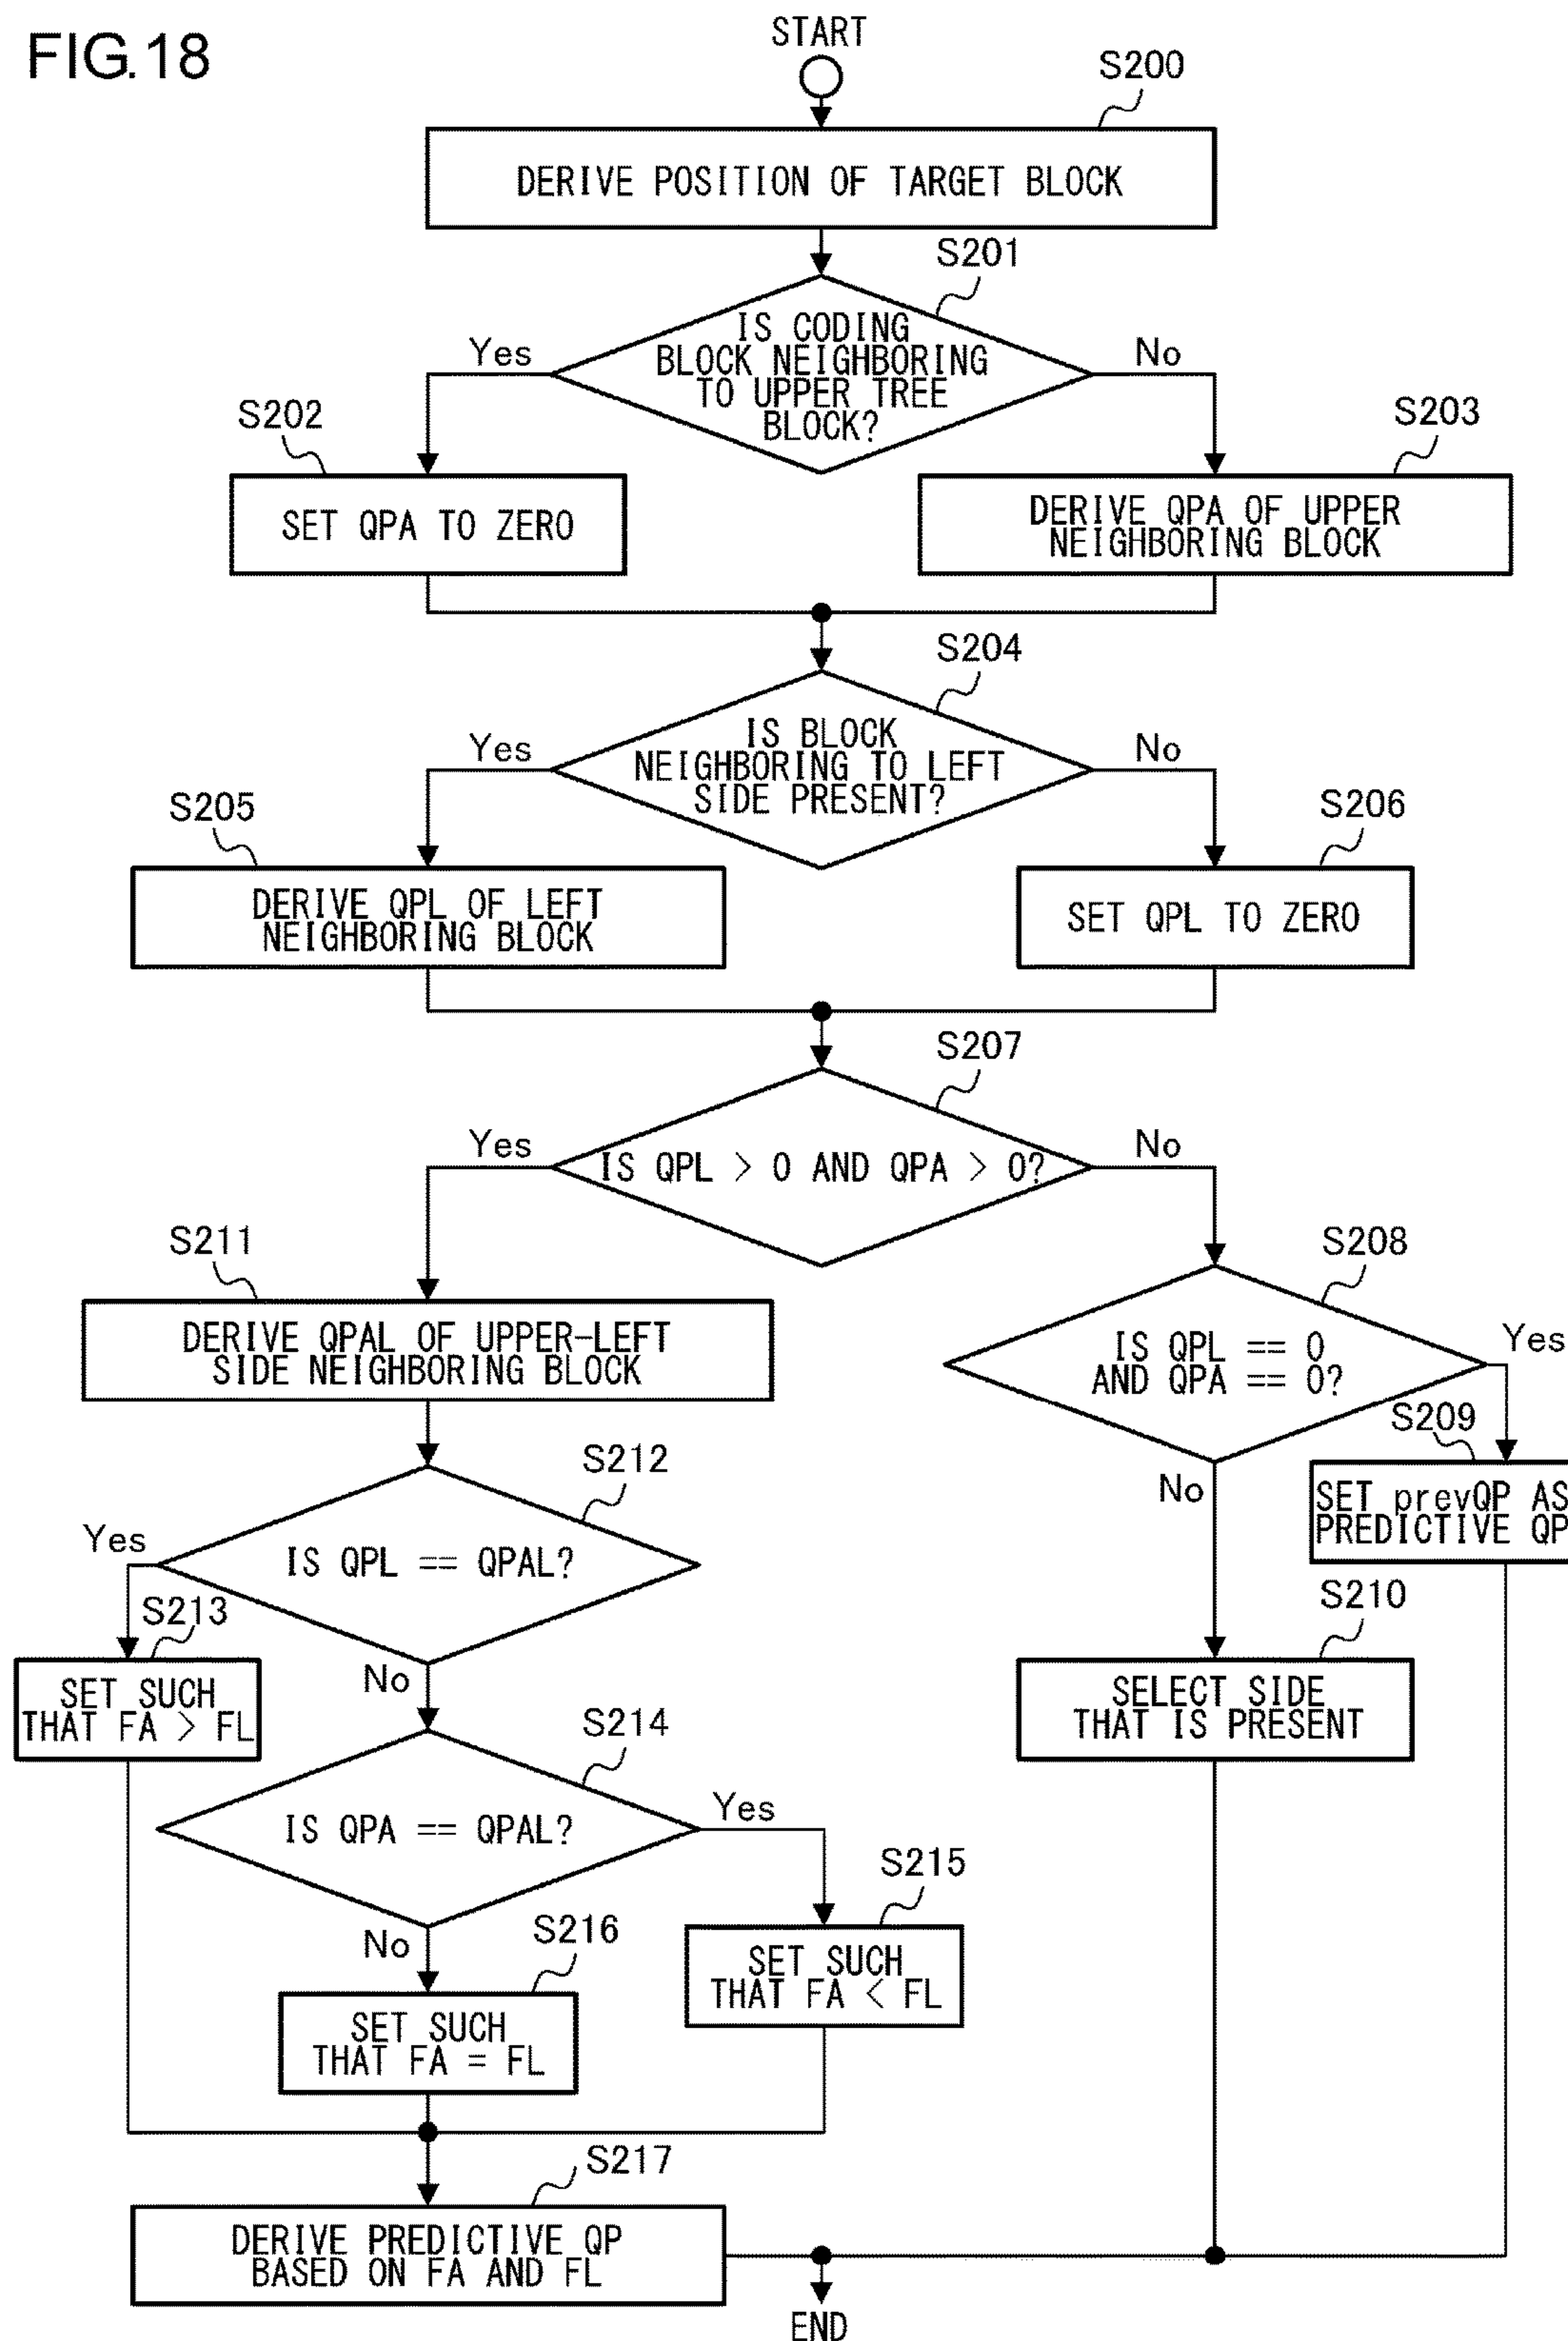 FIG.18
START
S200
DERIVE POSITION OF TARGET BLOCK
S201
IS CODING
BLOCK NEIGHBORING
TO UPPER TREE
BLOCK?
Yes
No
S202
SET QPA TO ZERO
S203
DERIVE QPA OF UPPER
NEIGHBORING BLOCK
S204
IS BLOCK
NEIGHBORING TO LEFT
SIDE PRESENT?
Yes
No
S205
DERIVE QPL OF LEFT
NEIGHBORING BLOCK
S206
SET QPL TO ZERO
S207
IS QPL > 0 AND QPA > 0?
Yes
No
S211
DERIVE QPAL OF UPPER-LEFT
SIDE NEIGHBORING BLOCK
S208
IS QPL == 0
AND QPA == 0?
Yes
No
S209
SET prevQP AS
PREDICTIVE QP
S212
IS QPL == QPAL?
Yes
No
S213
SET SUCH
THAT FA > FL
S210
SELECT SIDE
THAT IS PRESENT
S214
IS QPA == QPAL?
Yes
No
S215
SET SUCH
THAT FA < FL
S216
SET SUCH
THAT FA = FL
S217
DERIVE PREDICTIVE QP
BASED ON FA AND FL
END